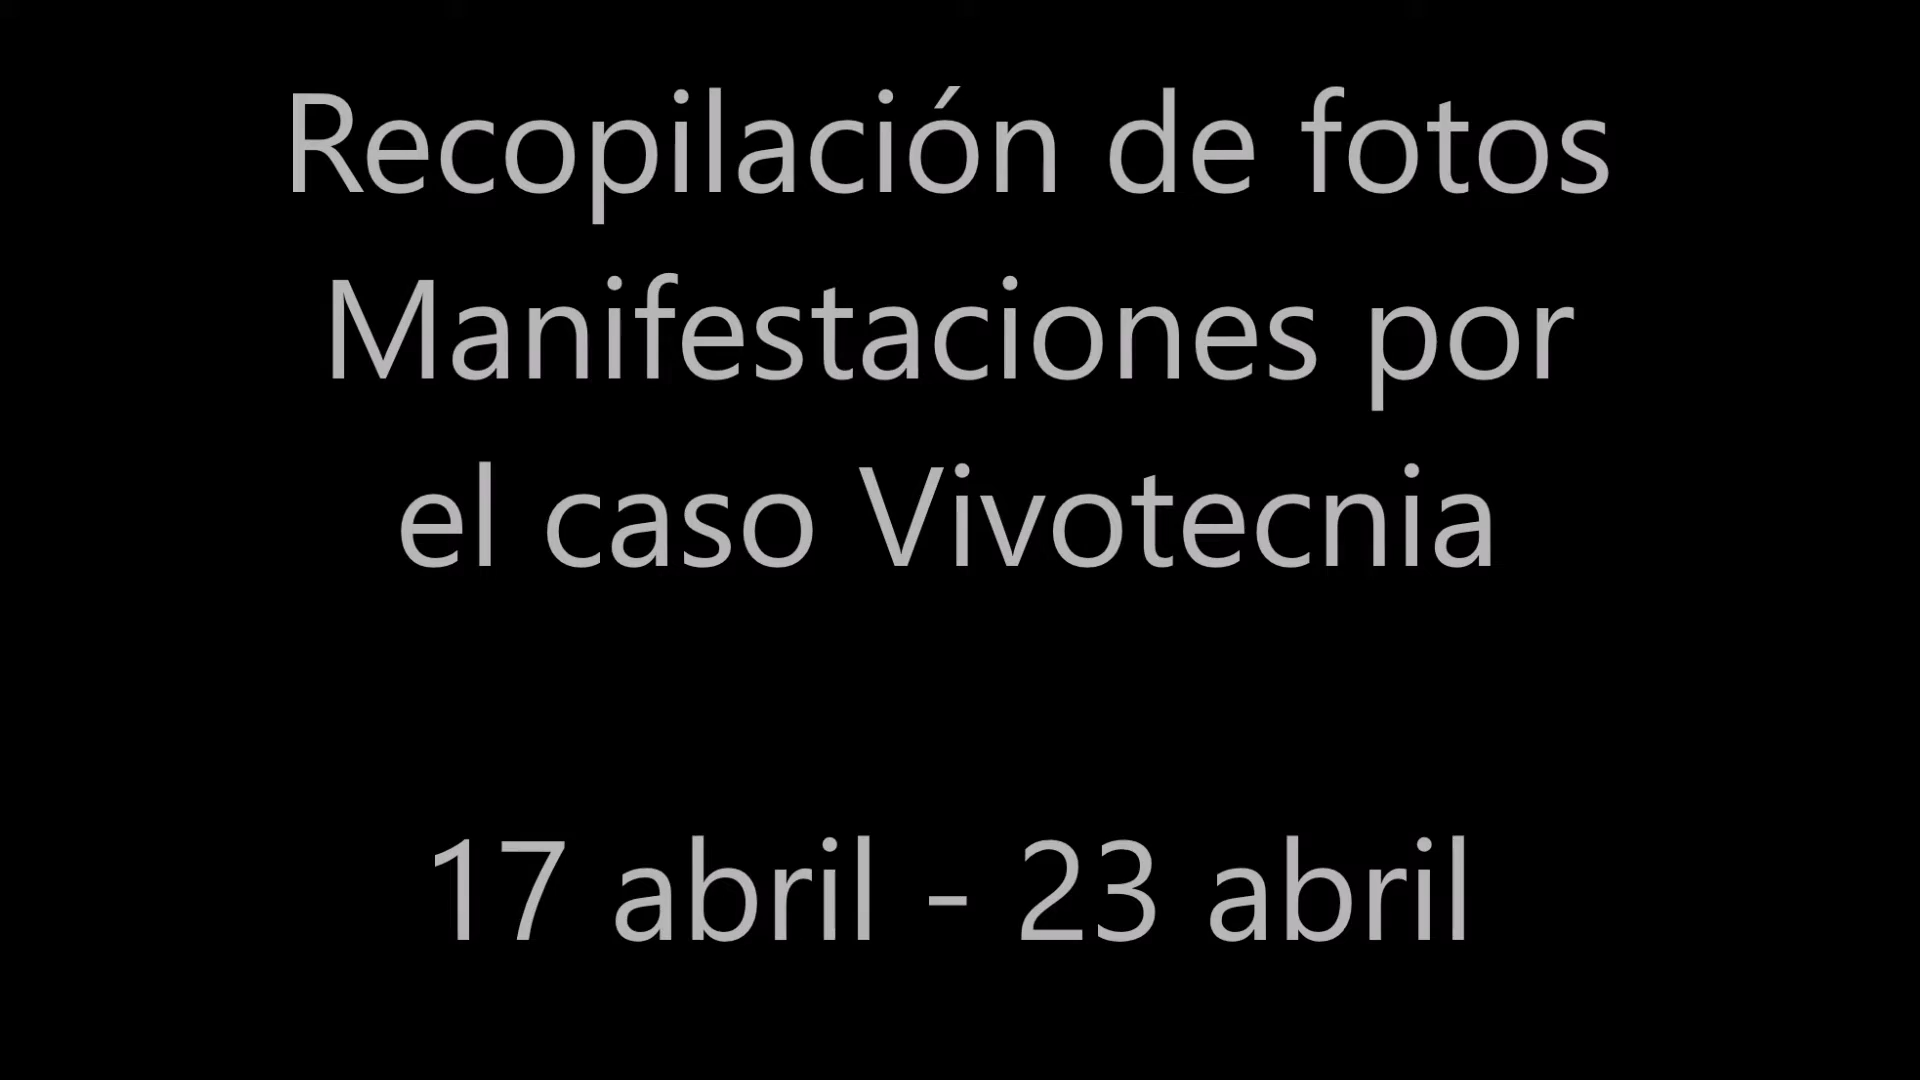 Recopilación de fotos
Manifestaciones por
el caso Vivotecnia
17 abril - 23 abril